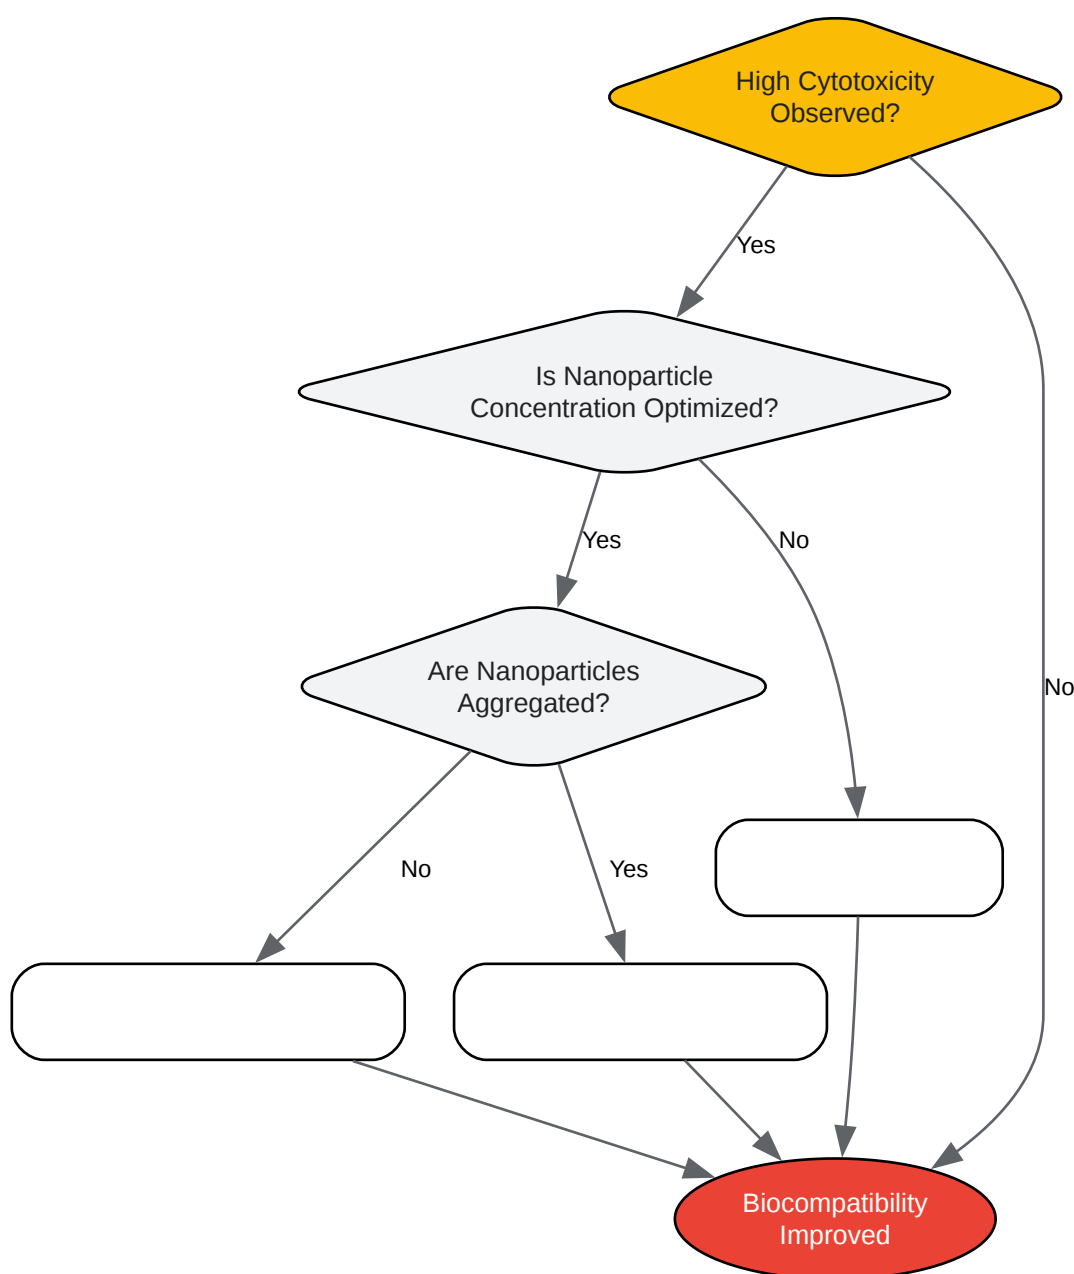 High Cytotoxicity
Observed?
Yes
Is Nanoparticle
Concentration Optimized?
Yes
No
Are Nanoparticles
Aggregated?
No
No
Yes
Biocompatibility
Improved